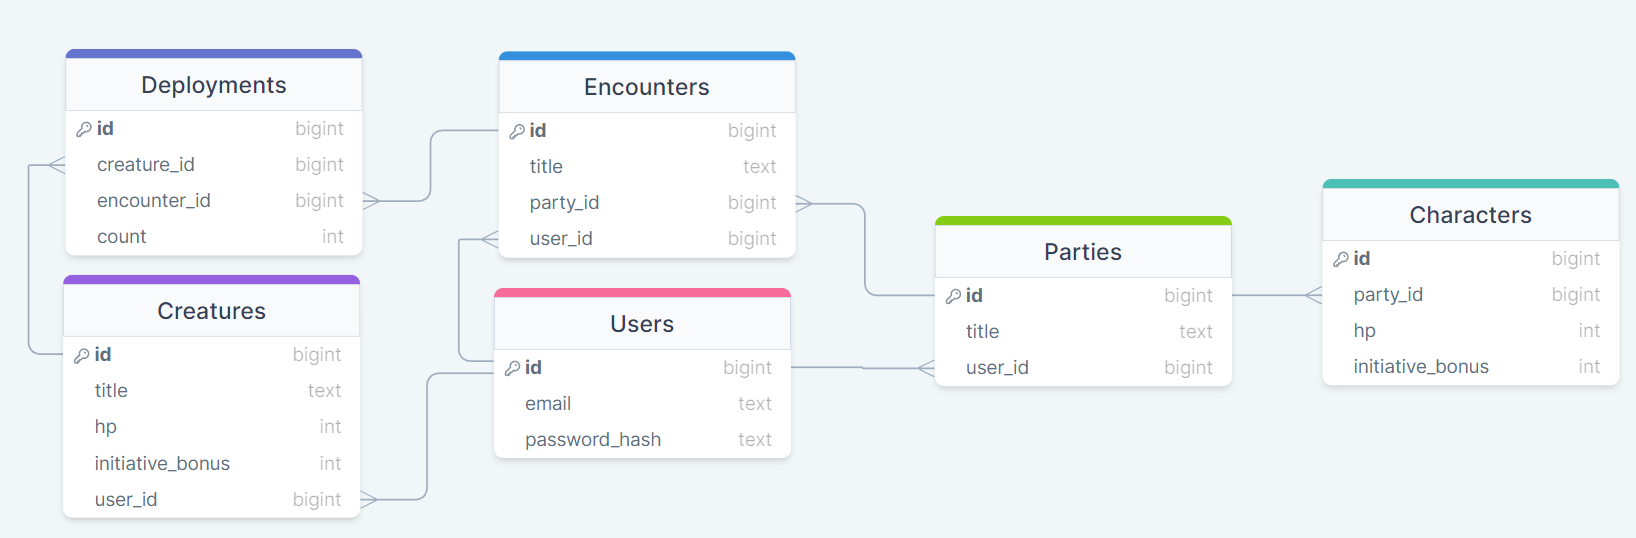 Deployments
id bigint
creature_id bigint
encounter_id bigint
count int
Creatures
id bigint
title text
hp int
initiative_bonus int
user_id bigint
Encounters
id bigint
title text
party_id bigint
user_id bigint
Users
id bigint
email text
password_hash text
Parties
id bigint
title text
user_id bigint
Characters
id bigint
party_id bigint
hp int
initiative_bonus int